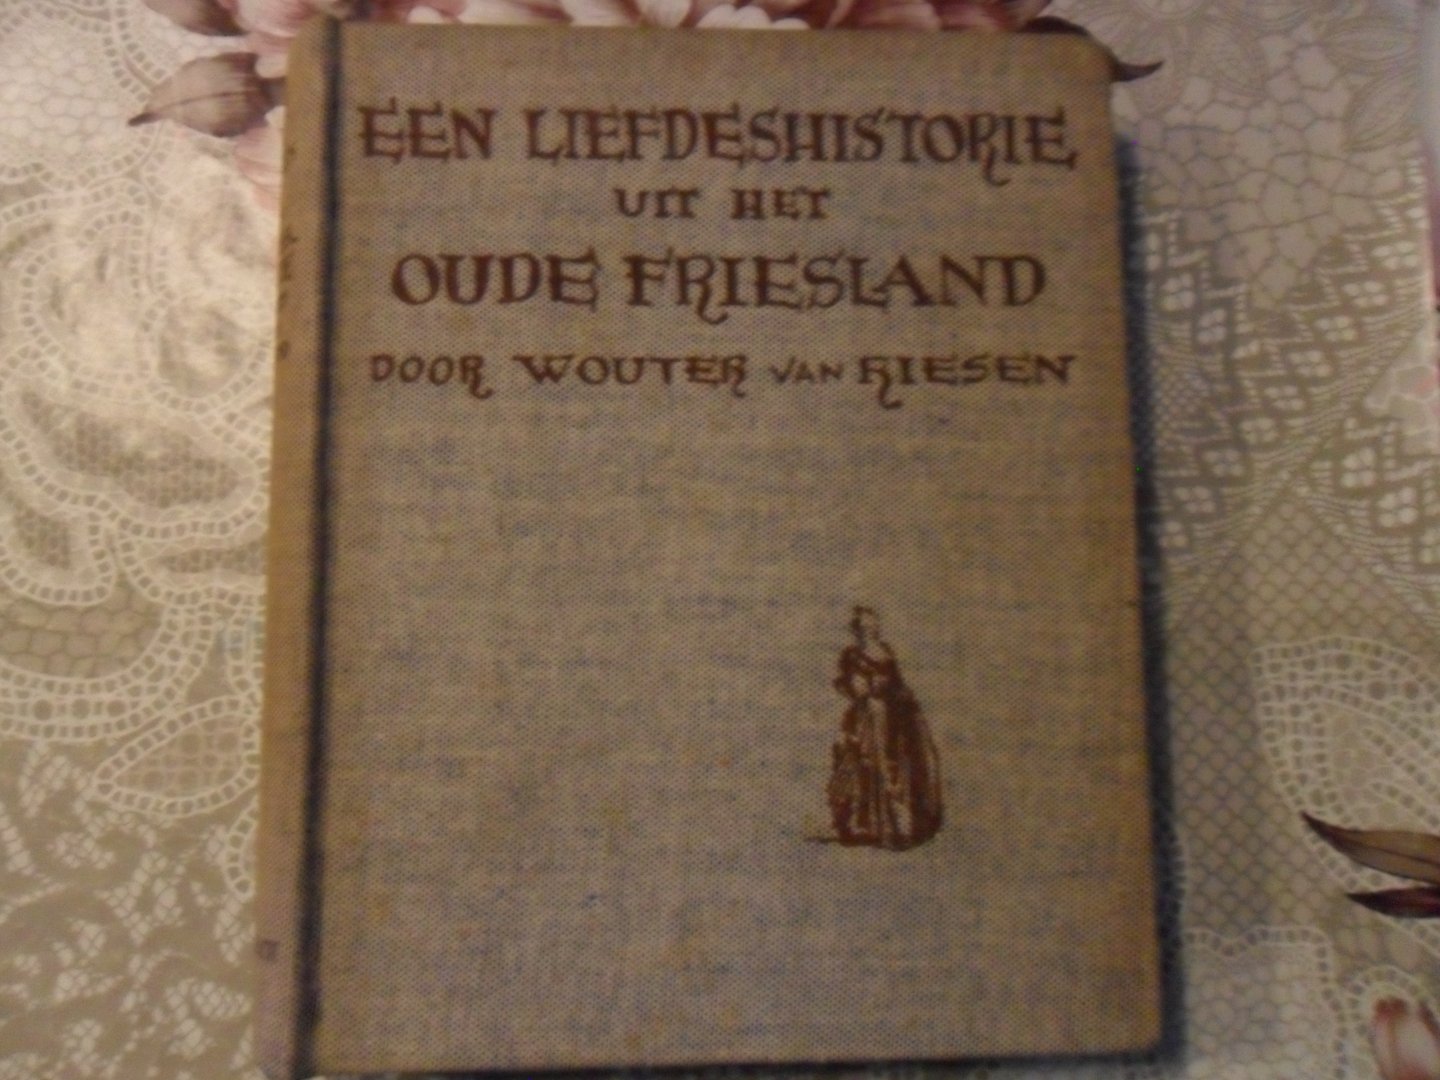 EEN LIEFDESHISTORIE
UIT HET
OUDE FRIESLAND
DOOR WOUTER VAN RIESEN